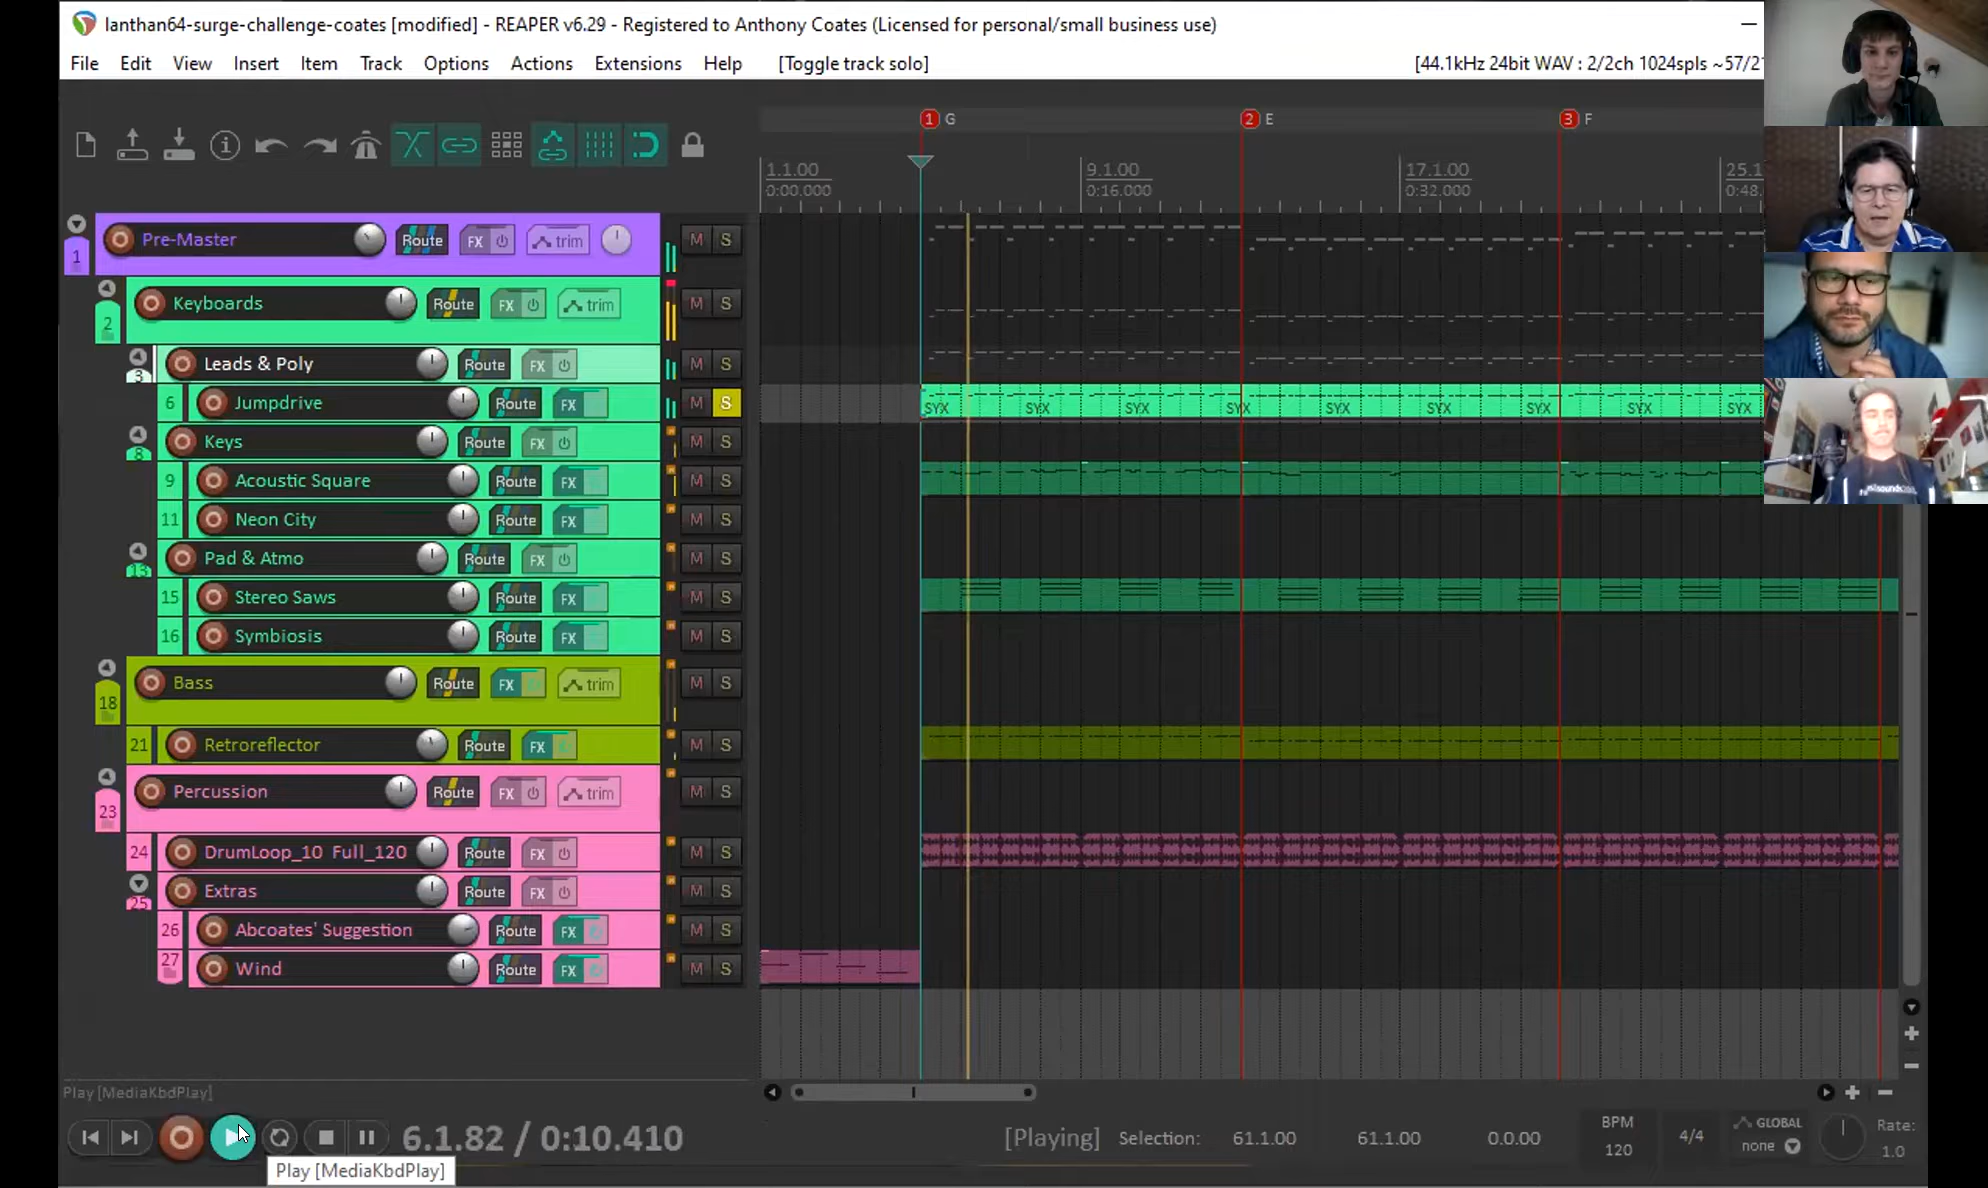 lanthan64-surge-challenge-coates [modified] - REAPER v6.29 - Registered to Anthony Coates (Licensed for personal/small business use)
File Edit View Insert Item Track Options Actions Extensions Help [Toggle track solo] [44.1kHz 24bit WAV : 2/2ch 1024spls ~57/21
1 G 2 E 3 F
1.1.00 9.1.00 17.1.00 25.1
0:00.000 0:16.000 0:32.000 0:48.
1 Pre-Master Route FX trim M S
2 Keyboards Route FX trim M S
3 Leads & Poly Route FX M S
6 Jumpdrive Route FX M S
SYX SYX SYX SYX SYX SYX SYX SYX SYX
8 Keys Route FX M S
9 Acoustic Square Route FX M S
11 Neon City Route FX M S
13 Pad & Atmo Route FX M S
15 Stereo Saws Route FX M S
16 Symbiosis Route FX M S
18 Bass Route FX trim M S
21 Retroreflector Route FX M S
23 Percussion Route FX trim M S
24 DrumLoop_10 Full_120 Route FX M S
25 Extras Route FX M S
26 Abcoates' Suggestion Route FX M S
27 Wind Route FX M S
Play [MediaKbdPlay]
6.1.82 / 0:10.410 [Playing] Selection: 61.1.00 61.1.00 0.0.00 BPM 120 4/4 GLOBAL none Rate: 1.0
Play [MediaKbdPlay]